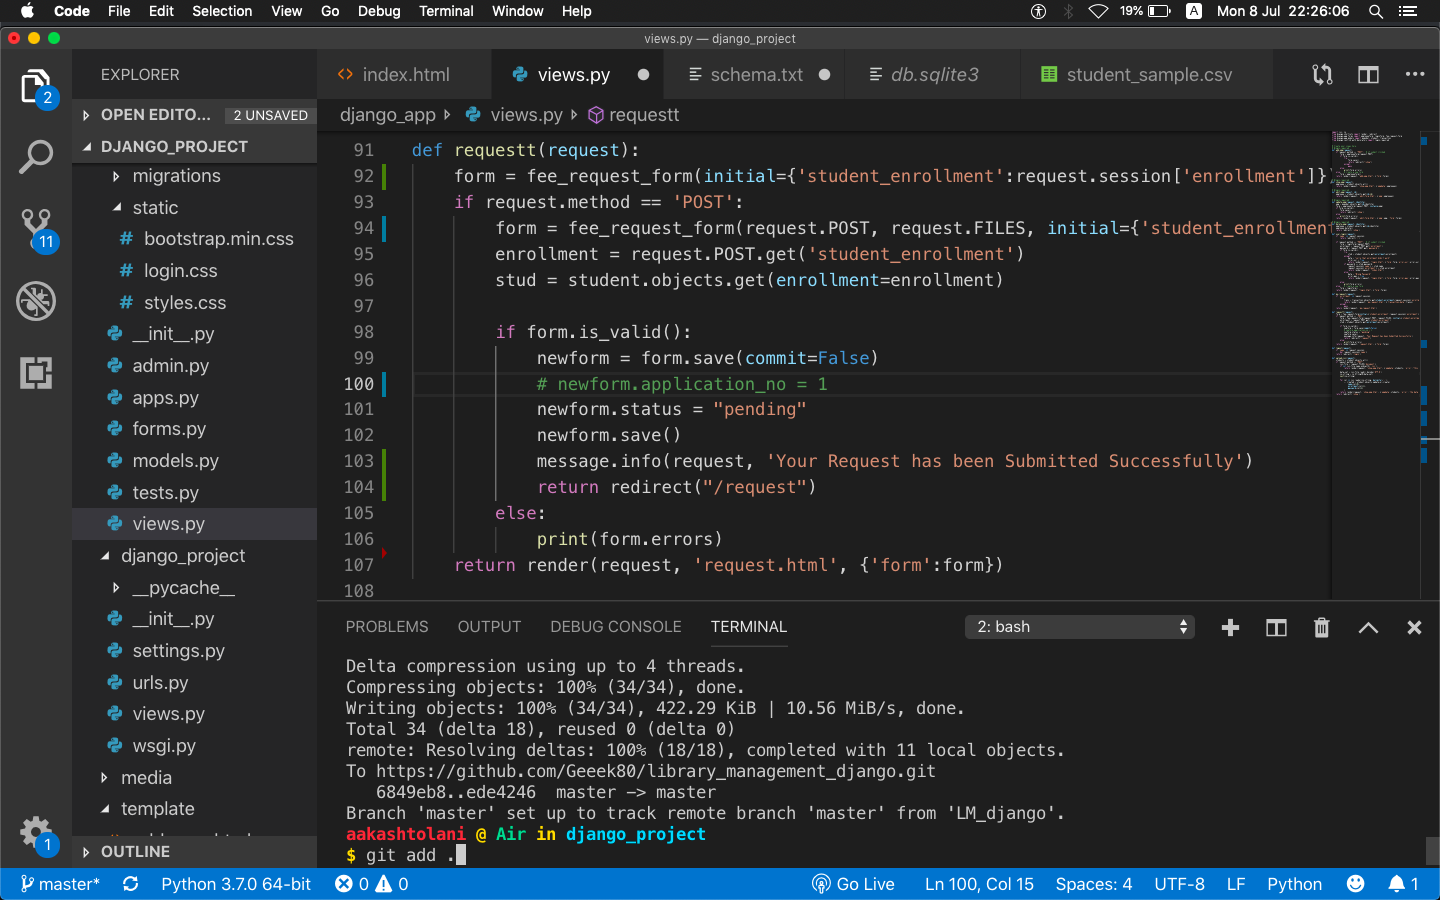 Code File Edit Selection View Go Debug Terminal Window Help 19% A Mon 8 Jul 22:26:06
views.py — django_project
EXPLORER
index.html
views.py
schema.txt
db.sqlite3
student_sample.csv
2
OPEN EDITO... 2 UNSAVED
DJANGO_PROJECT
migrations
static
# bootstrap.min.css
# login.css
# styles.css
__init__.py
admin.py
apps.py
forms.py
models.py
tests.py
views.py
django_project
__pycache__
__init__.py
settings.py
urls.py
views.py
wsgi.py
media
template
OUTLINE
11
1
django_app views.py requestt
91 def requestt(request):
92 form = fee_request_form(initial={'student_enrollment':request.session['enrollment']}
93 if request.method == 'POST':
94 form = fee_request_form(request.POST, request.FILES, initial={'student_enrollment
95 enrollment = request.POST.get('student_enrollment')
96 stud = student.objects.get(enrollment=enrollment)
97
98 if form.is_valid():
99 newform = form.save(commit=False)
100 # newform.application_no = 1
101 newform.status = "pending"
102 newform.save()
103 message.info(request, 'Your Request has been Submitted Successfully')
104 return redirect("/request")
105 else:
106 print(form.errors)
107 return render(request, 'request.html', {'form':form})
108
PROBLEMS OUTPUT DEBUG CONSOLE TERMINAL 2: bash
Delta compression using up to 4 threads.
Compressing objects: 100% (34/34), done.
Writing objects: 100% (34/34), 422.29 KiB | 10.56 MiB/s, done.
Total 34 (delta 18), reused 0 (delta 0)
remote: Resolving deltas: 100% (18/18), completed with 11 local objects.
To https://github.com/Geeek80/library_management_django.git
6849eb8..ede4246 master -> master
Branch 'master' set up to track remote branch 'master' from 'LM_django'.
aakashtolani @ Air in django_project
$ git add .
master* Python 3.7.0 64-bit 0 0 Go Live Ln 100, Col 15 Spaces: 4 UTF-8 LF Python 1